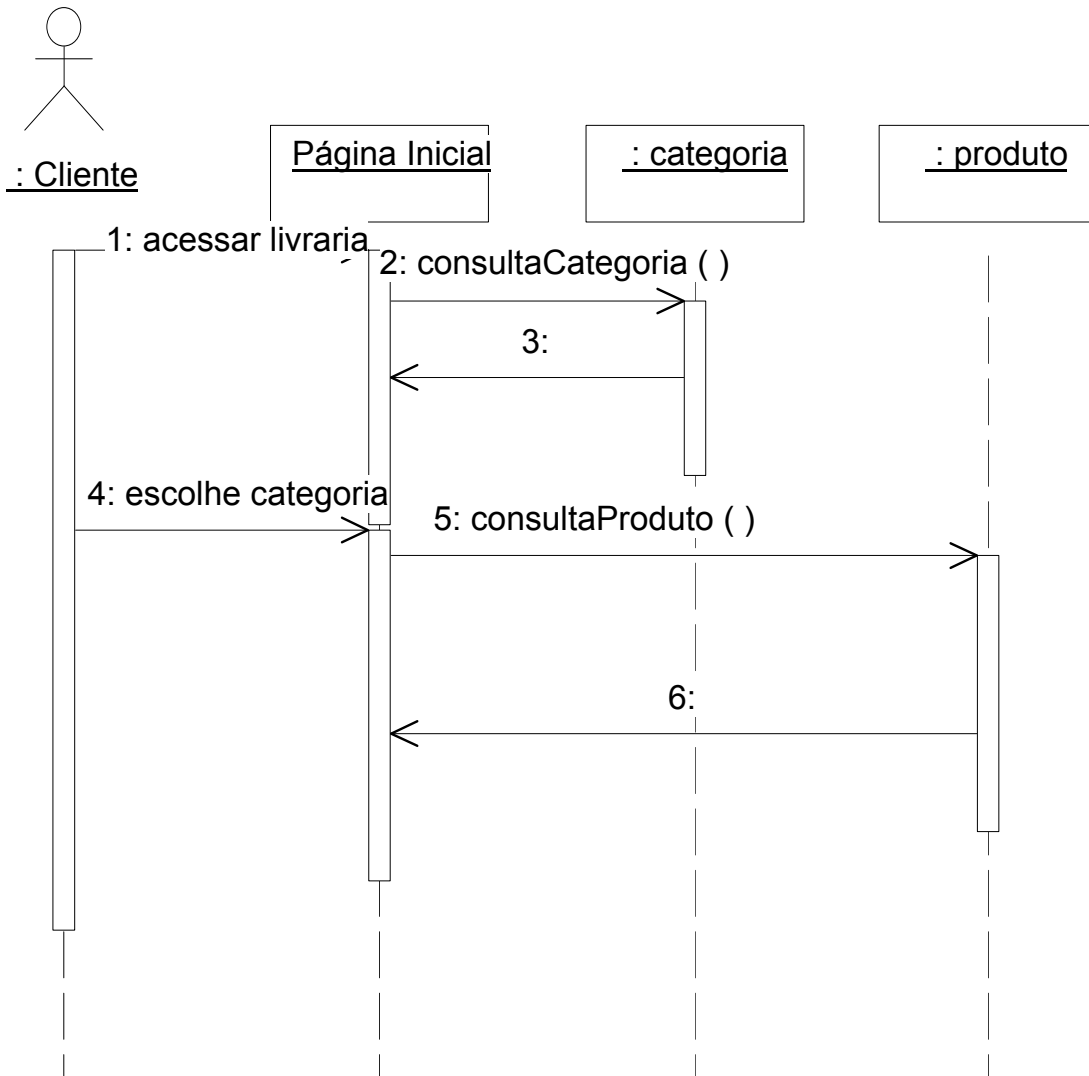 : Cliente
Página Inicial
: categoria
: produto
1: acessar livraria
2: consultaCategoria ( )
3:
4: escolhe categoria
5: consultaProduto ( )
6: